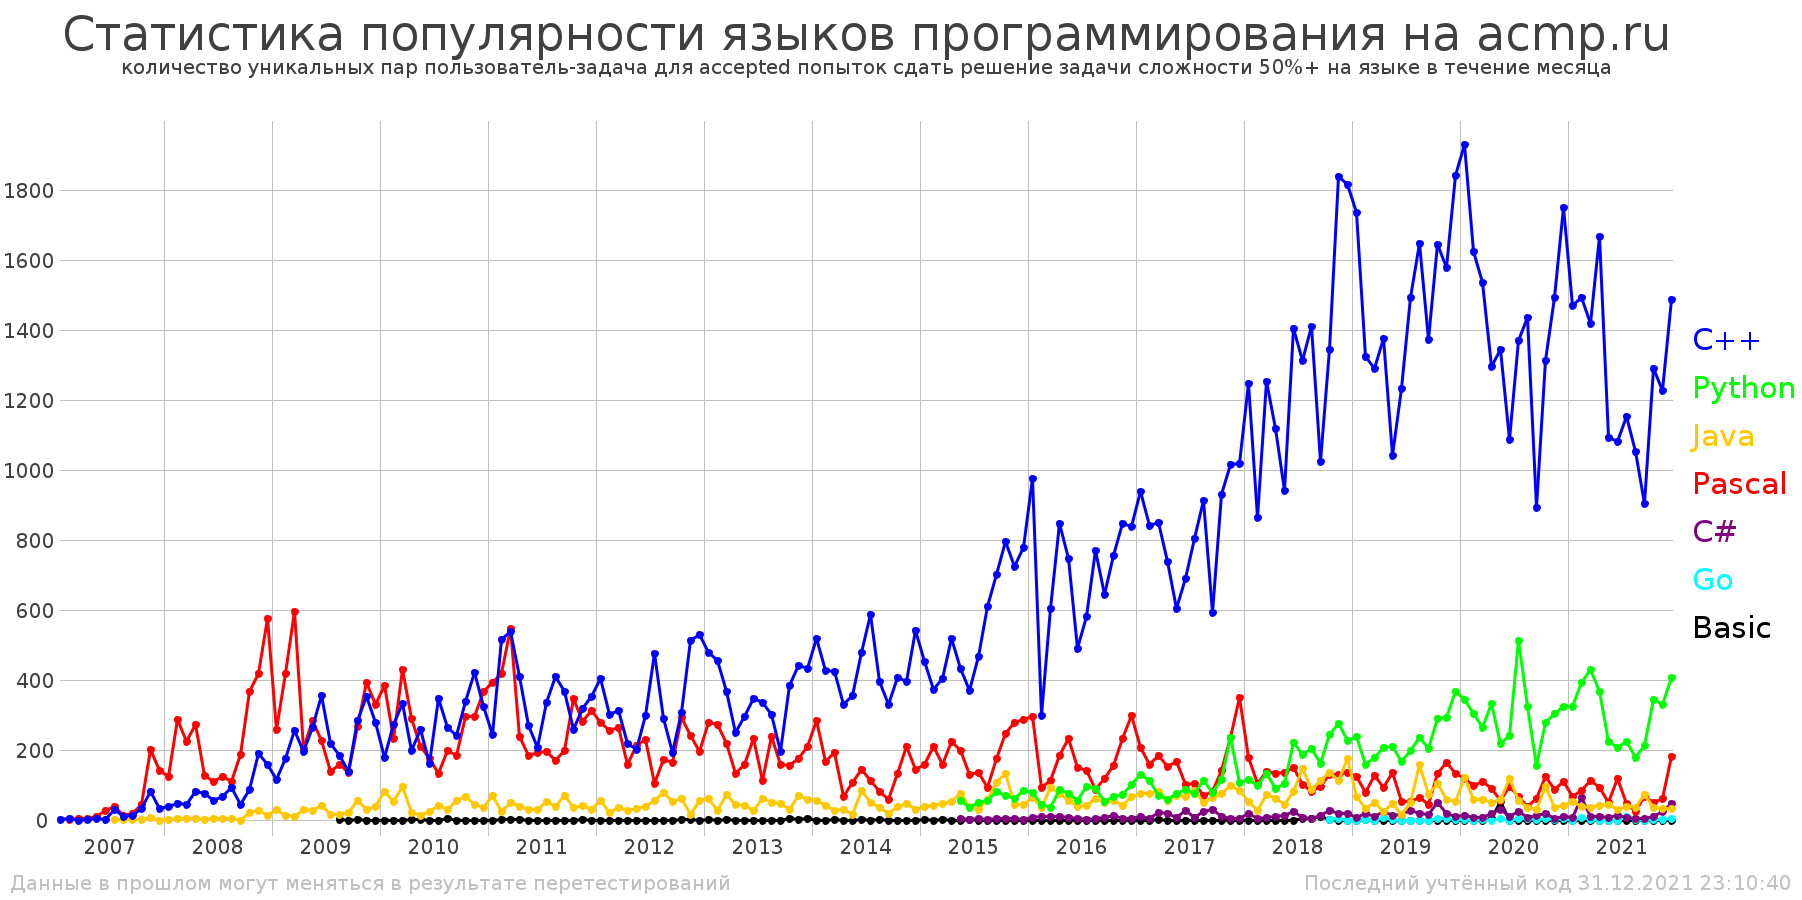 Статистика популярности языков программирования на acmp.ru
количество уникальных пар пользователь-задача для accepted попыток сдать решение задачи сложности 50%+ на языке в течение месяца
1800
1600
1400
1200
1000
800
600
400
200
0
C++
Python
Java
Pascal
C#
Go
Basic
2007 2008 2009 2010 2011 2012 2013 2014 2015 2016 2017 2018 2019 2020 2021
Данные в прошлом могут меняться в результате перетестирований
Последний учтённый код 31.12.2021 23:10:40